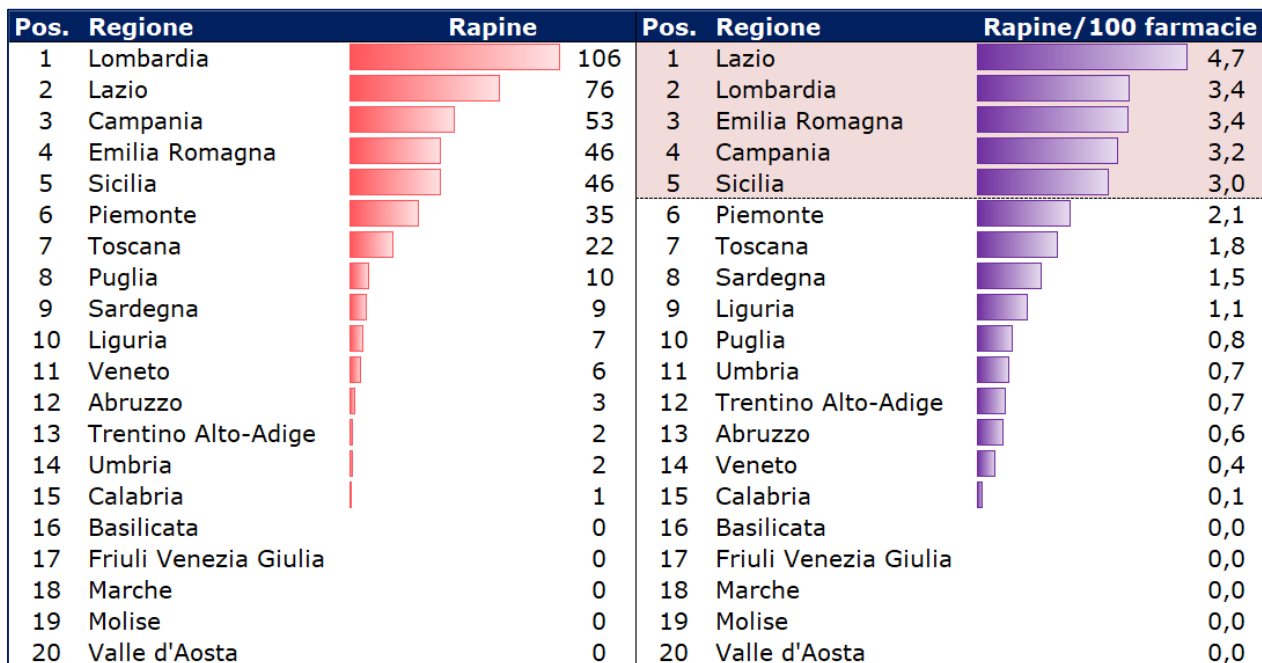 Pos. Regione Rapine Pos. Regione Rapine/100 farmacie
1 Lombardia 106 1 Lazio 4,7
2 Lazio 76 2 Lombardia 3,4
3 Campania 53 3 Emilia Romagna 3,4
4 Emilia Romagna 46 4 Campania 3,2
5 Sicilia 46 5 Sicilia 3,0
6 Piemonte 35 6 Piemonte 2,1
7 Toscana 22 7 Toscana 1,8
8 Puglia 10 8 Sardegna 1,5
9 Sardegna 9 9 Liguria 1,1
10 Liguria 7 10 Puglia 0,8
11 Veneto 6 11 Umbria 0,7
12 Abruzzo 3 12 Trentino Alto-Adige 0,7
13 Trentino Alto-Adige 2 13 Abruzzo 0,6
14 Umbria 2 14 Veneto 0,4
15 Calabria 1 15 Calabria 0,1
16 Basilicata 0 16 Basilicata 0,0
17 Friuli Venezia Giulia 0 17 Friuli Venezia Giulia 0,0
18 Marche 0 18 Marche 0,0
19 Molise 0 19 Molise 0,0
20 Valle d'Aosta 0 20 Valle d'Aosta 0,0